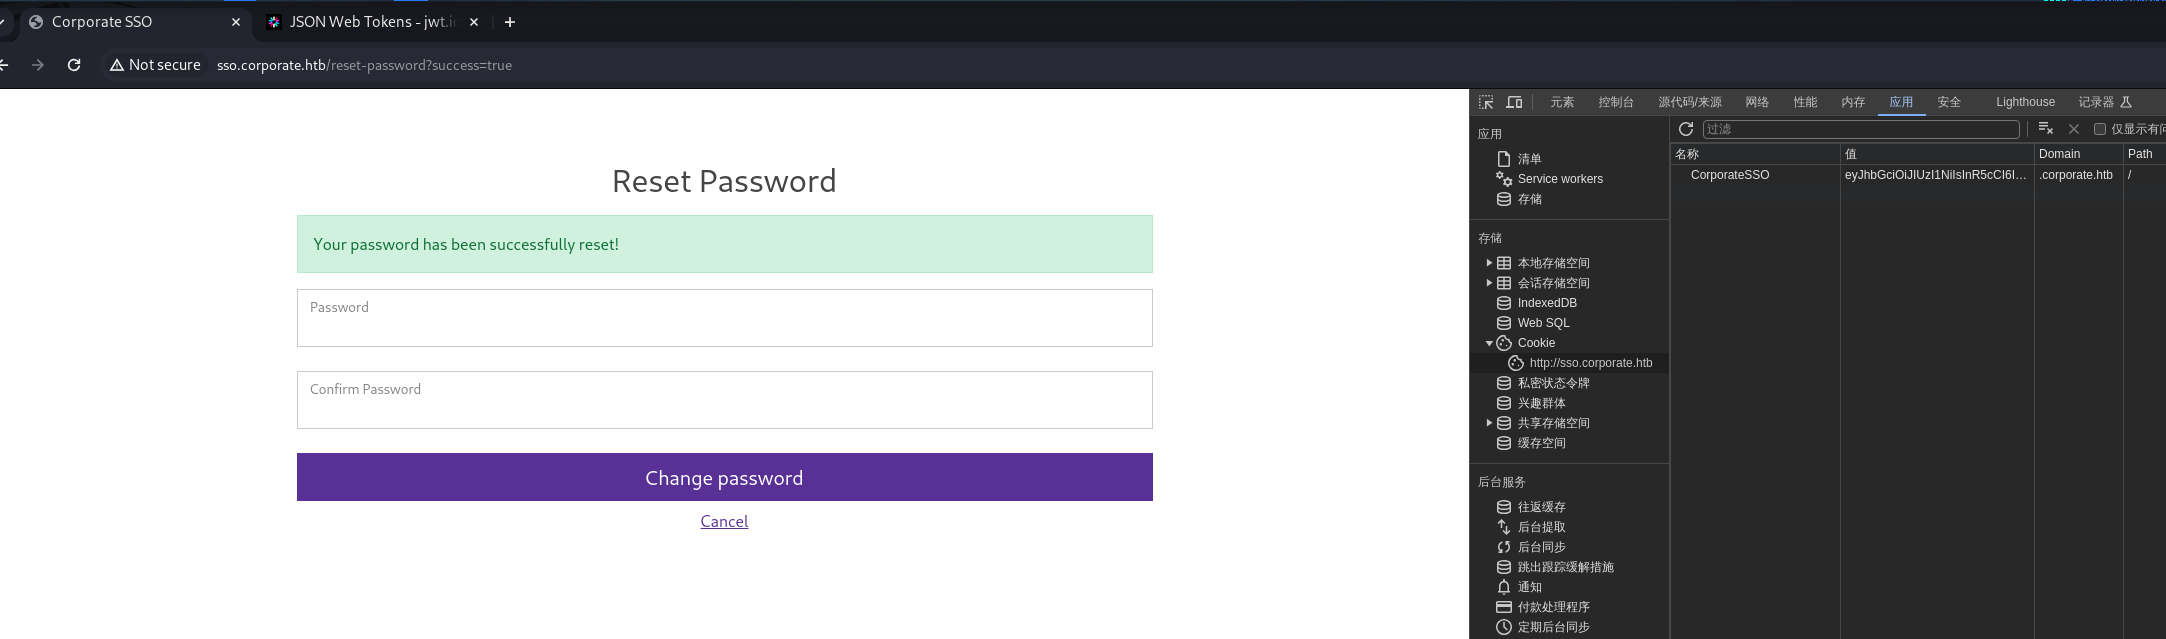 Corporate SSO
JSON Web Tokens - jwt.i
Not secure
sso.corporate.htb/reset-password?success=true
Reset Password
Your password has been successfully reset!
Password
Confirm Password
Change password
Cancel
元素 控制台 源代码/来源 网络 性能 内存 应用 安全 Lighthouse 记录器
应用
清单
Service workers
存储
存储
本地存储空间
会话存储空间
IndexedDB
Web SQL
Cookie
http://sso.corporate.htb
私密状态令牌
兴趣群体
共享存储空间
缓存空间
后台服务
往返缓存
后台提取
后台同步
跳出跟踪缓解措施
通知
付款处理程序
定期后台同步
过滤
仅显示有问
名称 值 Domain Path
CorporateSSO eyJhbGciOiJIUzI1NiIsInR5cCI6I... .corporate.htb /